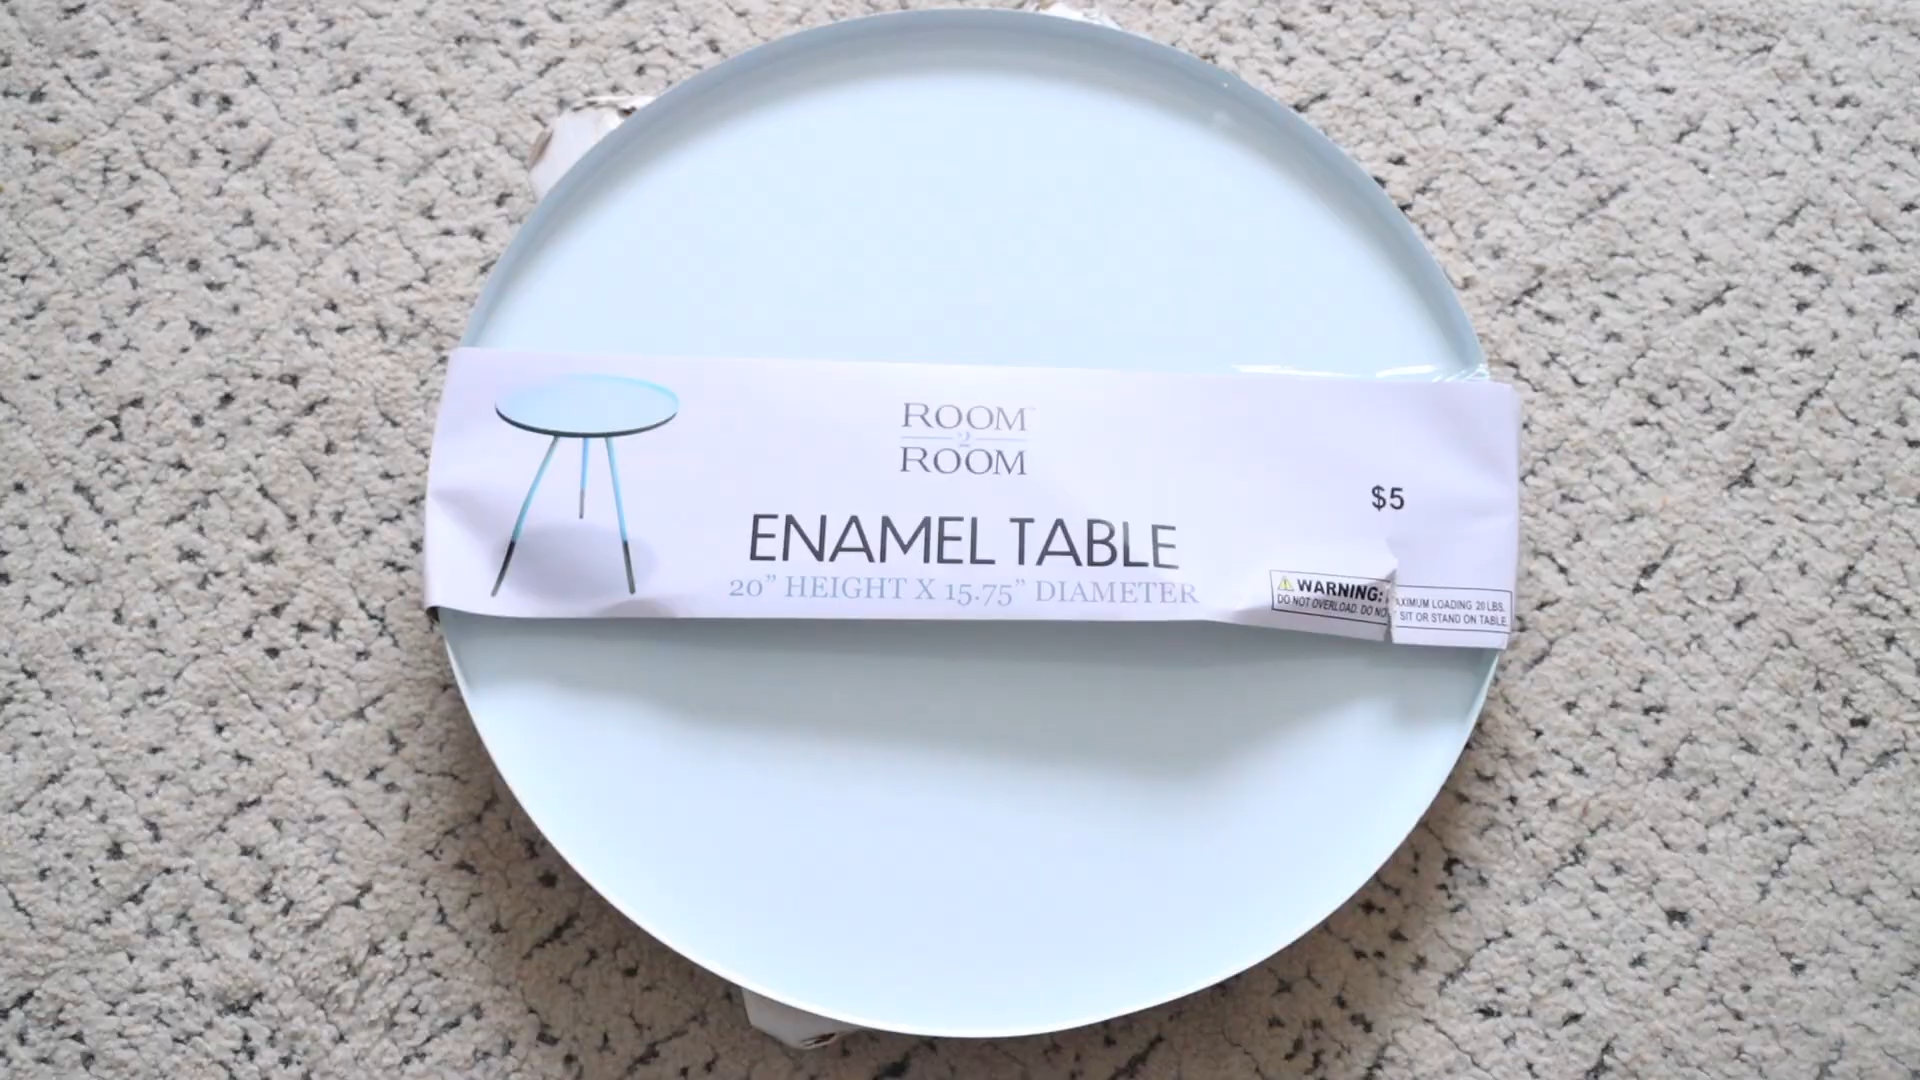 ROOM™
2
ROOM
$5
ENAMEL TABLE
20” HEIGHT X 15.75” DIAMETER
WARNING: AXIMUM LOADING 20 LBS.
DO NOT OVERLOAD. DO NO SIT OR STAND ON TABLE